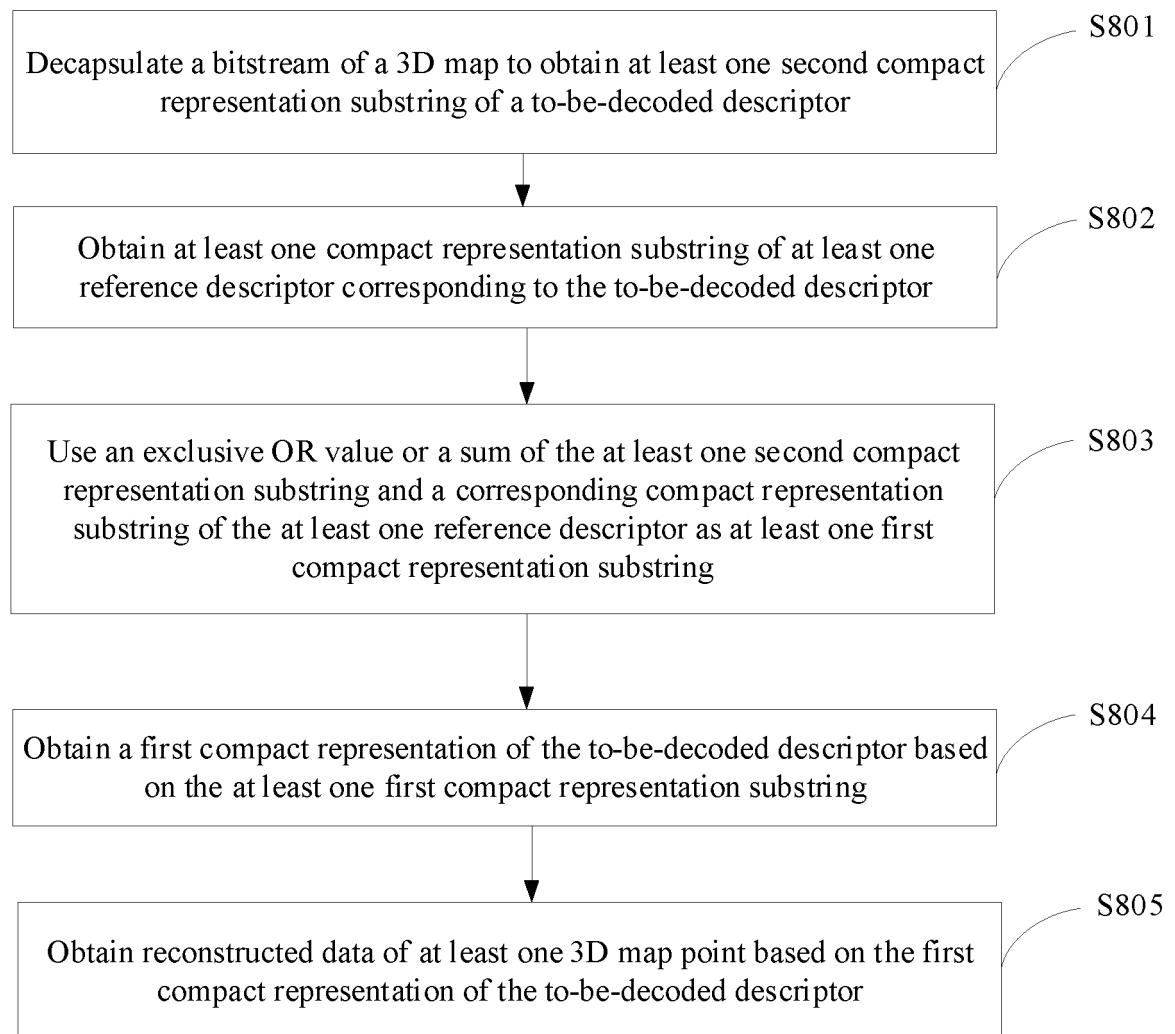 S801
Decapsulate a bitstream of a 3D map to obtain at least one second compact
representation substring of a to-be-decoded descriptor
S802
Obtain at least one compact representation substring of at least one
reference descriptor corresponding to the to-be-decoded descriptor
S803
Use an exclusive OR value or a sum of the at least one second compact
representation substring and a corresponding compact representation
substring of the at least one reference descriptor as at least one first
compact representation substring
S804
Obtain a first compact representation of the to-be-decoded descriptor based
on the at least one first compact representation substring
S805
Obtain reconstructed data of at least one 3D map point based on the first
compact representation of the to-be-decoded descriptor